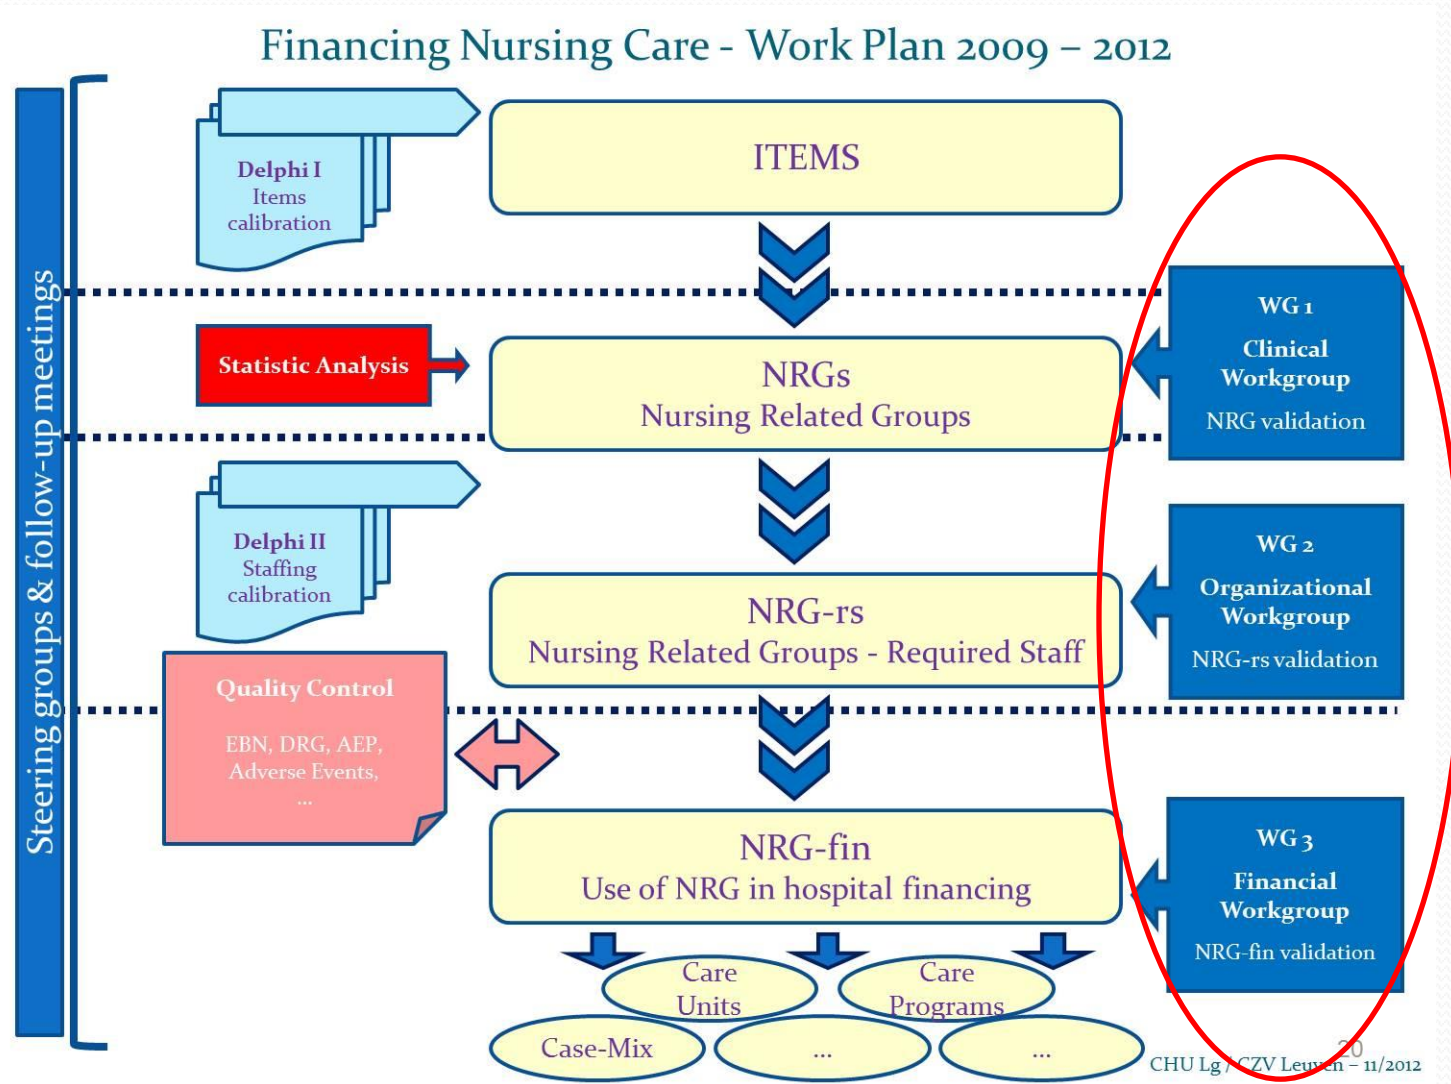 Financing Nursing Care - Work Plan 2009 – 2012
Steering groups & follow-up meetings
Delphi I
Items
calibration
ITEMS
Statistic Analysis
NRGs
Nursing Related Groups
WG 1
Clinical
Workgroup
NRG validation
Delphi II
Staffing
calibration
NRG-rs
Nursing Related Groups - Required Staff
WG 2
Organizational
Workgroup
NRG-rs validation
Quality Control
EBN, DRG, AEP,
Adverse Events,
...
NRG-fin
Use of NRG in hospital financing
WG 3
Financial
Workgroup
NRG-fin validation
Care
Units
Care
Programs
Case-Mix
...
...
20
CHU Lg / CZV Leuven – 11/2012